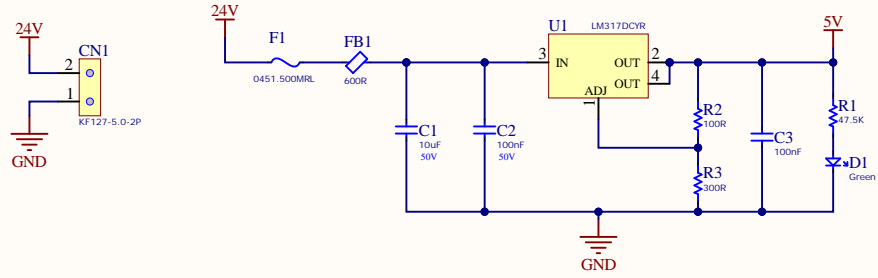 24V
CN1
2
1
KF127-5.0-2P
GND
24V
F1
0451.500MRL
FB1
600R
U1
LM317DCYR
3
IN
OUT
2
OUT
4
ADJ
1
5V
C1
10uF
50V
C2
100nF
50V
R2
100R
R3
300R
C3
100nF
R1
47.5K
D1
Green
GND